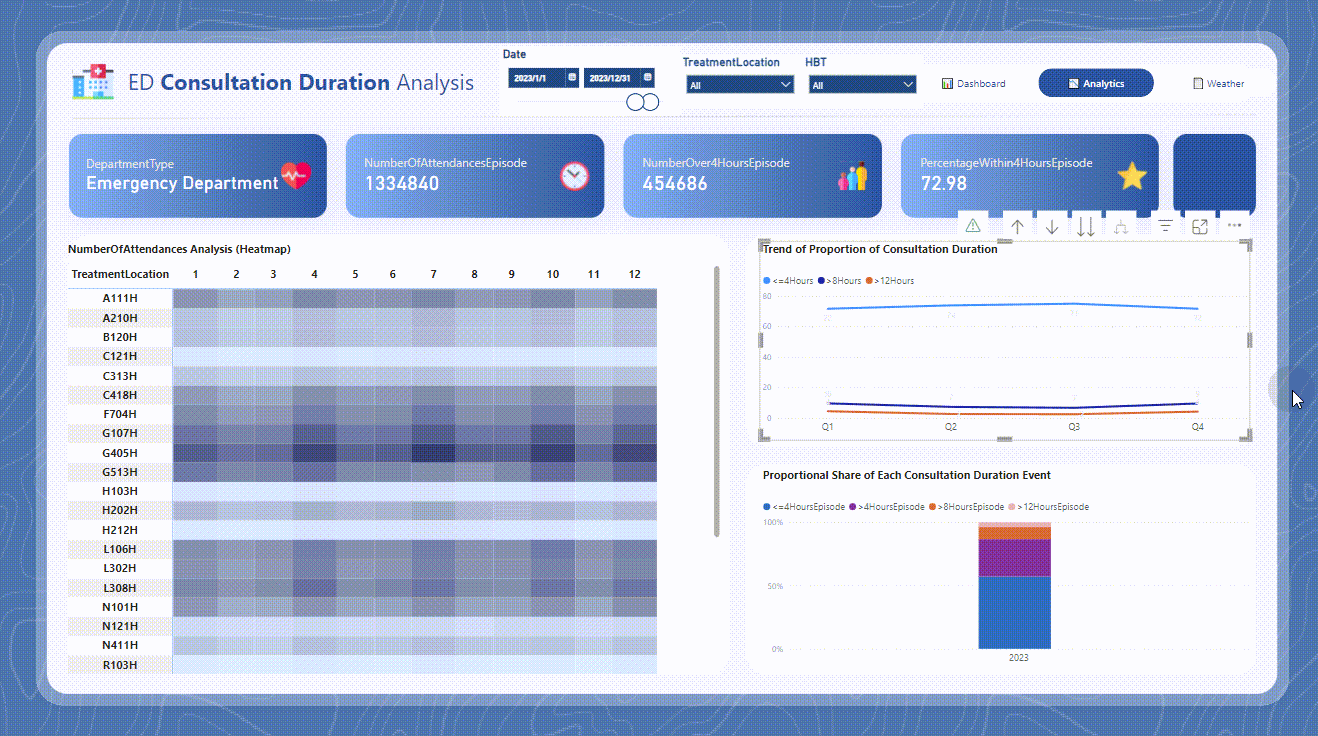 ED Consultation Duration Analysis
Date
2023/1/1 2023/12/31
TreatmentLocation HBT
All All
Dashboard Analytics Weather
DepartmentType
Emergency Department
NumberOfAttendancesEpisode
1334840
NumberOver4HoursEpisode
454686
PercentageWithin4HoursEpisode
72.98
NumberOfAttendances Analysis (Heatmap)
TreatmentLocation 1 2 3 4 5 6 7 8 9 10 11 12
A111H
A210H
B120H
C121H
C313H
C418H
F704H
G107H
G405H
G513H
H103H
H202H
H212H
L106H
L302H
L308H
N101H
N121H
N411H
R103H
Trend of Proportion of Consultation Duration
<=4Hours >8Hours >12Hours
80
60
40
20
0
Q1 Q2 Q3 Q4
Proportional Share of Each Consultation Duration Event
<=4HoursEpisode >4HoursEpisode >8HoursEpisode >12HoursEpisode
100%
50%
0%
2023